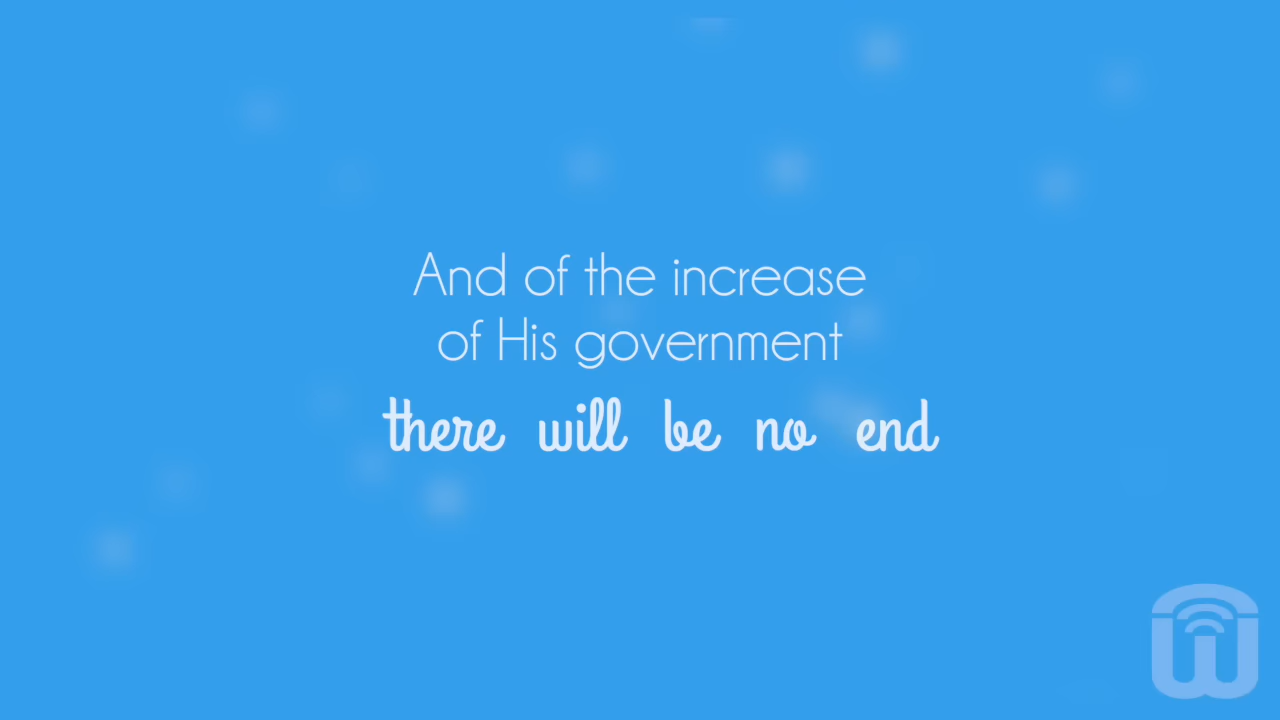 And of the increase
of His government
there will be no end